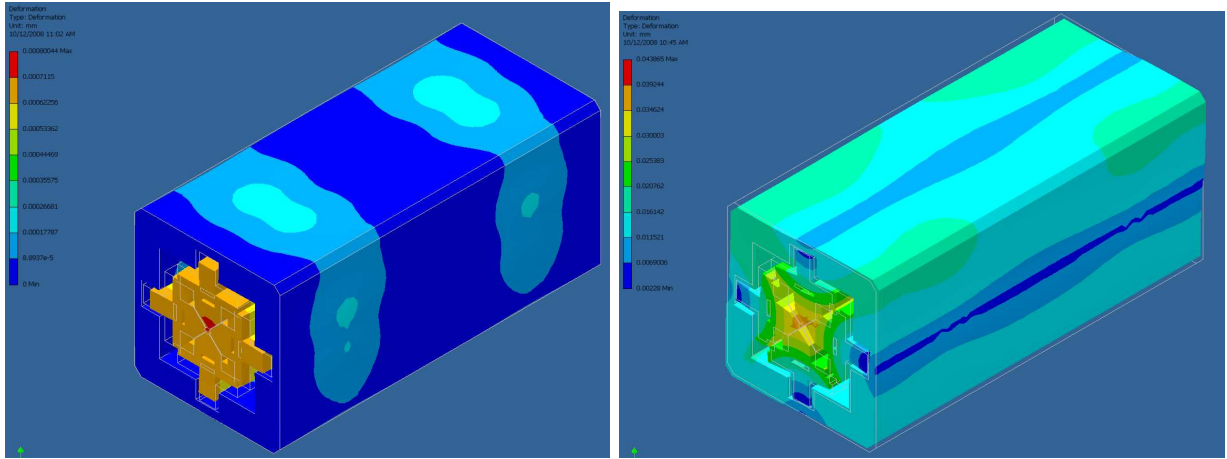 Deformation
Type: Deformation
Unit: mm
10/12/2008 11:02 AM
0.00080044 Max
0.0007115
0.00062256
0.00053362
0.00044469
0.00035575
0.00026681
0.00017787
8.8937e-5
0 Min
Deformation
Type: Deformation
Unit: mm
10/12/2008 10:45 AM
0.043865 Max
0.039244
0.034624
0.030003
0.025383
0.020762
0.016142
0.011521
0.0069006
0.00228 Min